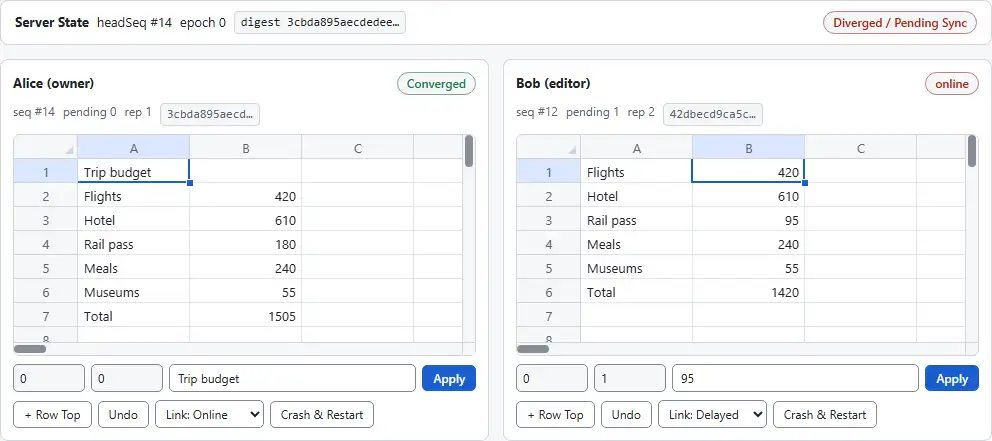 Server State headSeq #14 epoch 0 digest 3cbda895aecdedee… Diverged / Pending Sync
Alice (owner) Converged
seq #14 pending 0 rep 1 3cbda895aecd…
A B C
1 Trip budget
2 Flights 420
3 Hotel 610
4 Rail pass 180
5 Meals 240
6 Museums 55
7 Total 1505
8
0 0 Trip budget Apply
+ Row Top Undo Link: Online Crash & Restart
Bob (editor) online
seq #12 pending 1 rep 2 42dbecd9ca5c…
A B C
1 Flights 420
2 Hotel 610
3 Rail pass 95
4 Meals 240
5 Museums 55
6 Total 1420
7
8
0 1 95 Apply
+ Row Top Undo Link: Delayed Crash & Restart